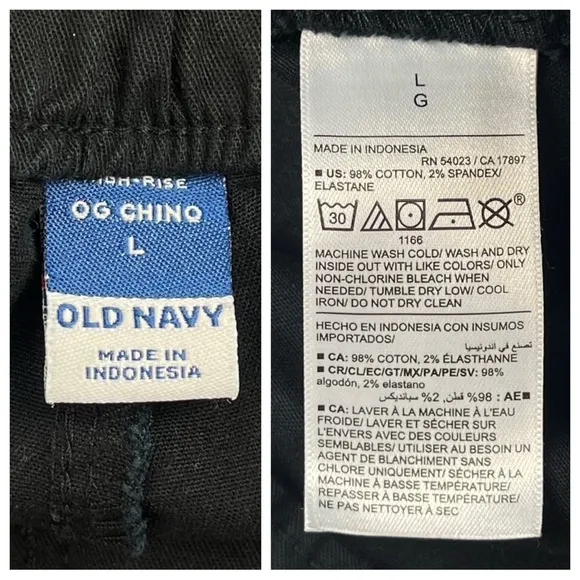 HIGH-RISE
OG CHINO
L
OLD NAVY
MADE IN
INDONESIA
L
G
MADE IN INDONESIA
RN 54023 / CA 17897
■ US: 98% COTTON, 2% SPANDEX/
ELASTANE
30
®
1166
MACHINE WASH COLD/ WASH AND DRY
INSIDE OUT WITH LIKE COLORS/ ONLY
NON-CHLORINE BLEACH WHEN
NEEDED/ TUMBLE DRY LOW/ COOL
IRON/ DO NOT DRY CLEAN
HECHO EN INDONESIA CON INSUMOS
IMPORTADOS/
تصنع في اندونيسيا
■ CA: 98% COTON, 2% ÉLASTHANNE
■ CR/CL/EC/GT/MX/PA/PE/SV: 98%
algodón, 2% elastano
■ AE: 98% قطن, 2% سبانديكس
■ CA: LAVER À LA MACHINE À L'EAU
FROIDE/ LAVER ET SÉCHER SUR
L'ENVERS AVEC DES COULEURS
SEMBLABLES/ UTILISER AU BESOIN UN
AGENT DE BLANCHIMENT SANS
CHLORE UNIQUEMENT/ SÉCHER À LA
MACHINE À BASSE TEMPÉRATURE/
REPASSER À BASSE TEMPÉRATURE/
NE PAS NETTOYER À SEC